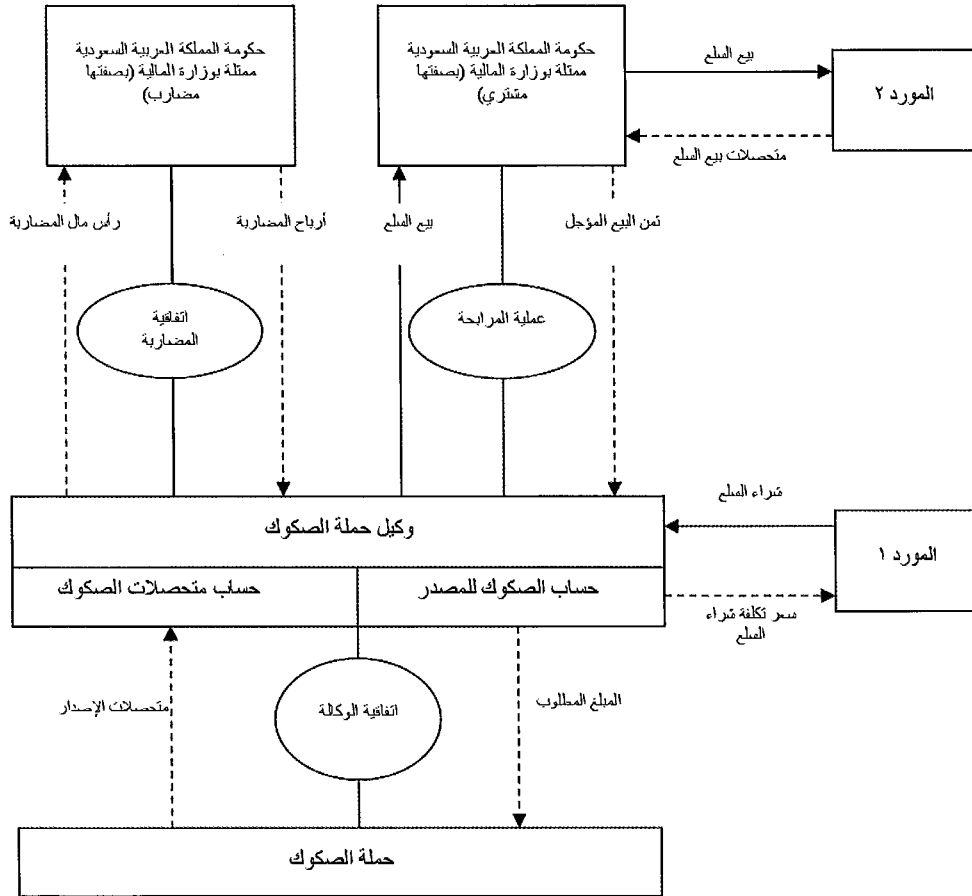 حكومة المملكة العربية السعودية
ممثلة بوزارة المالية (بصفتها
مشتري)
حكومة المملكة العربية السعودية
ممثلة بوزارة المالية (بصفتها
مضارب)
بيع السلع
المورد ٢
متحصلات بيع السلع
ثمن البيع المؤجل
بيع السلع
أرباح المضاربة
رأس مال المضاربة
عملية المرابحة
اتفاقية
المضاربة
شراء السلع
المورد ١
وكيل حملة الصكوك
حساب الصكوك للمصدر
حساب متحصلات الصكوك
سعر تكلفة شراء
السلع
المبلغ المطلوب
اتفاقية الوكالة
متحصلات الإصدار
حملة الصكوك